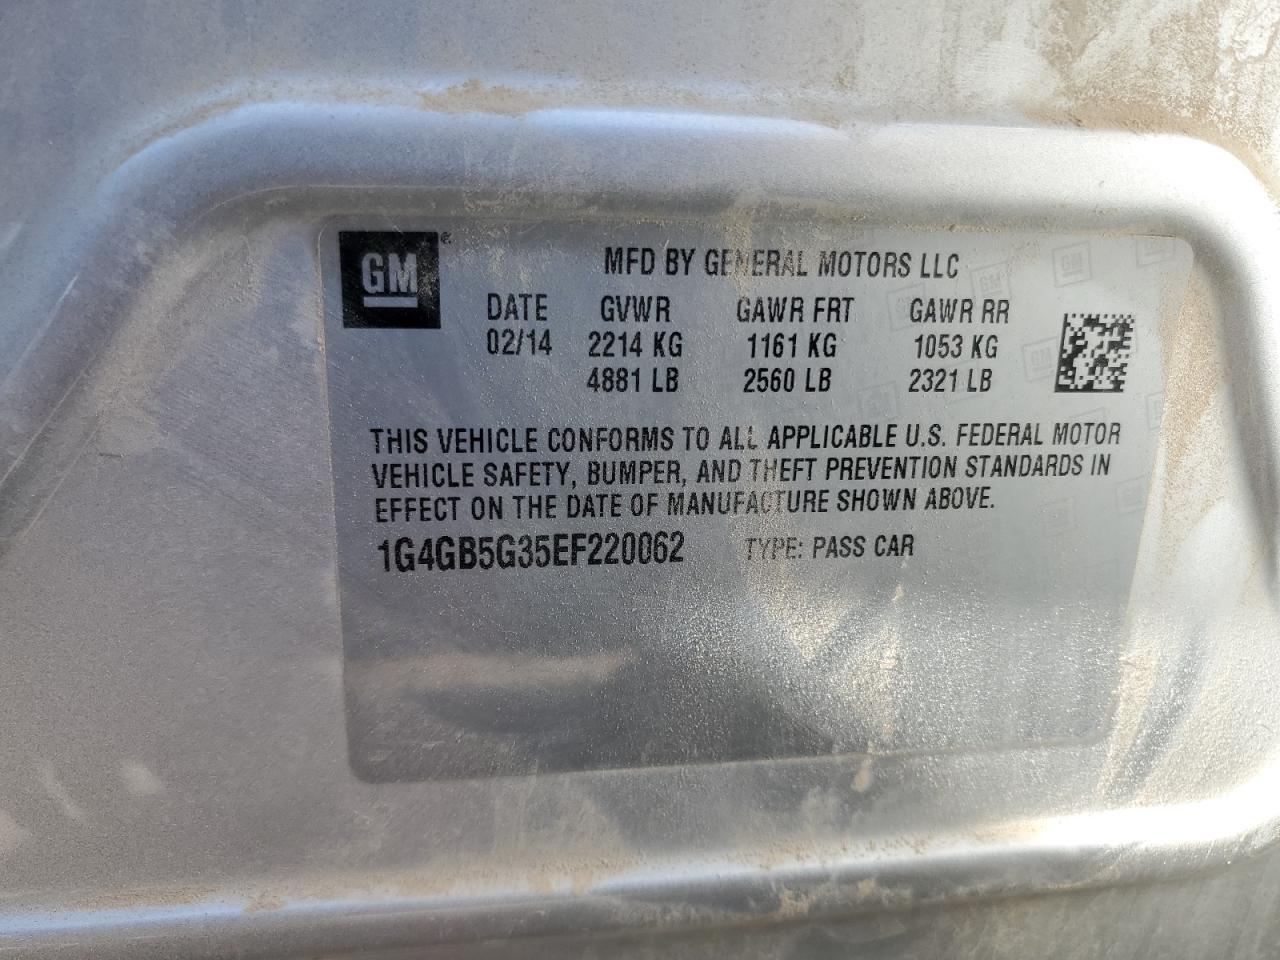 GM
MFD BY GENERAL MOTORS LLC
DATE GVWR GAWR FRT GAWR RR
02/14 2214 KG 1161 KG 1053 KG
4881 LB 2560 LB 2321 LB
THIS VEHICLE CONFORMS TO ALL APPLICABLE U.S. FEDERAL MOTOR
VEHICLE SAFETY, BUMPER, AND THEFT PREVENTION STANDARDS IN
EFFECT ON THE DATE OF MANUFACTURE SHOWN ABOVE.
1G4GB5G35EF220062 TYPE: PASS CAR